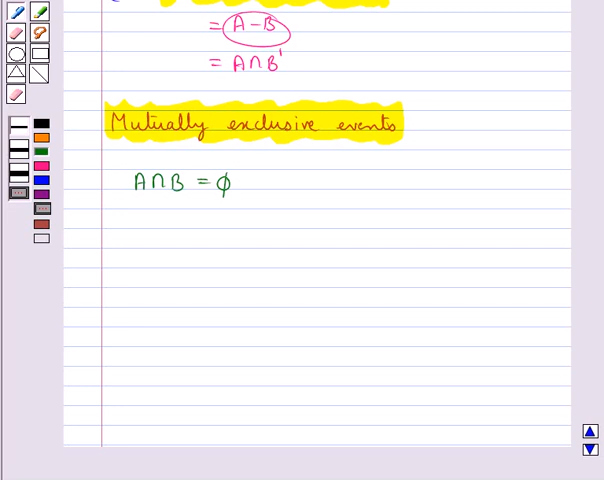 = A - B
= A∩B'
Mutually exclusive events
A∩B = ϕ